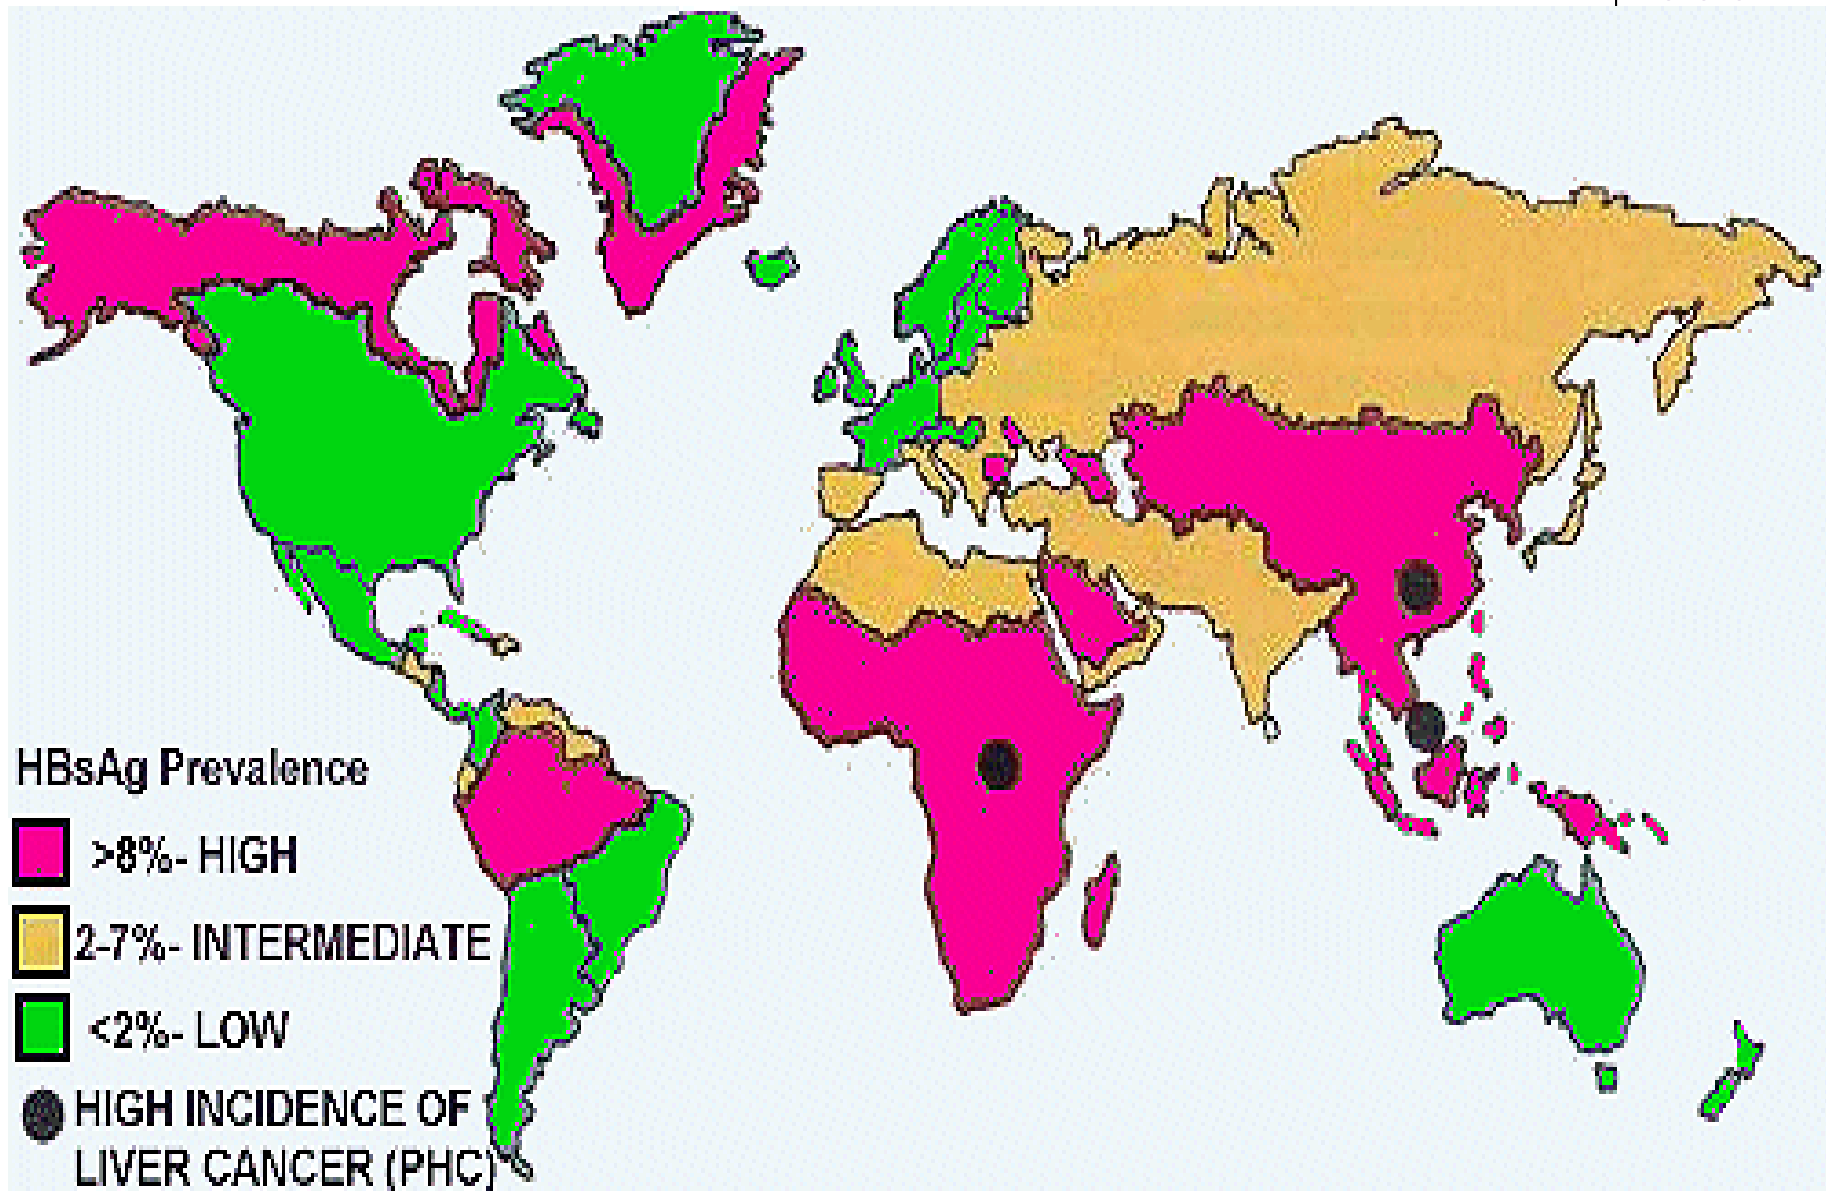 HBsAg Prevalence
>8%- HIGH
2-7%- INTERMEDIATE
<2%- LOW
HIGH INCIDENCE OF
LIVER CANCER (PHC)